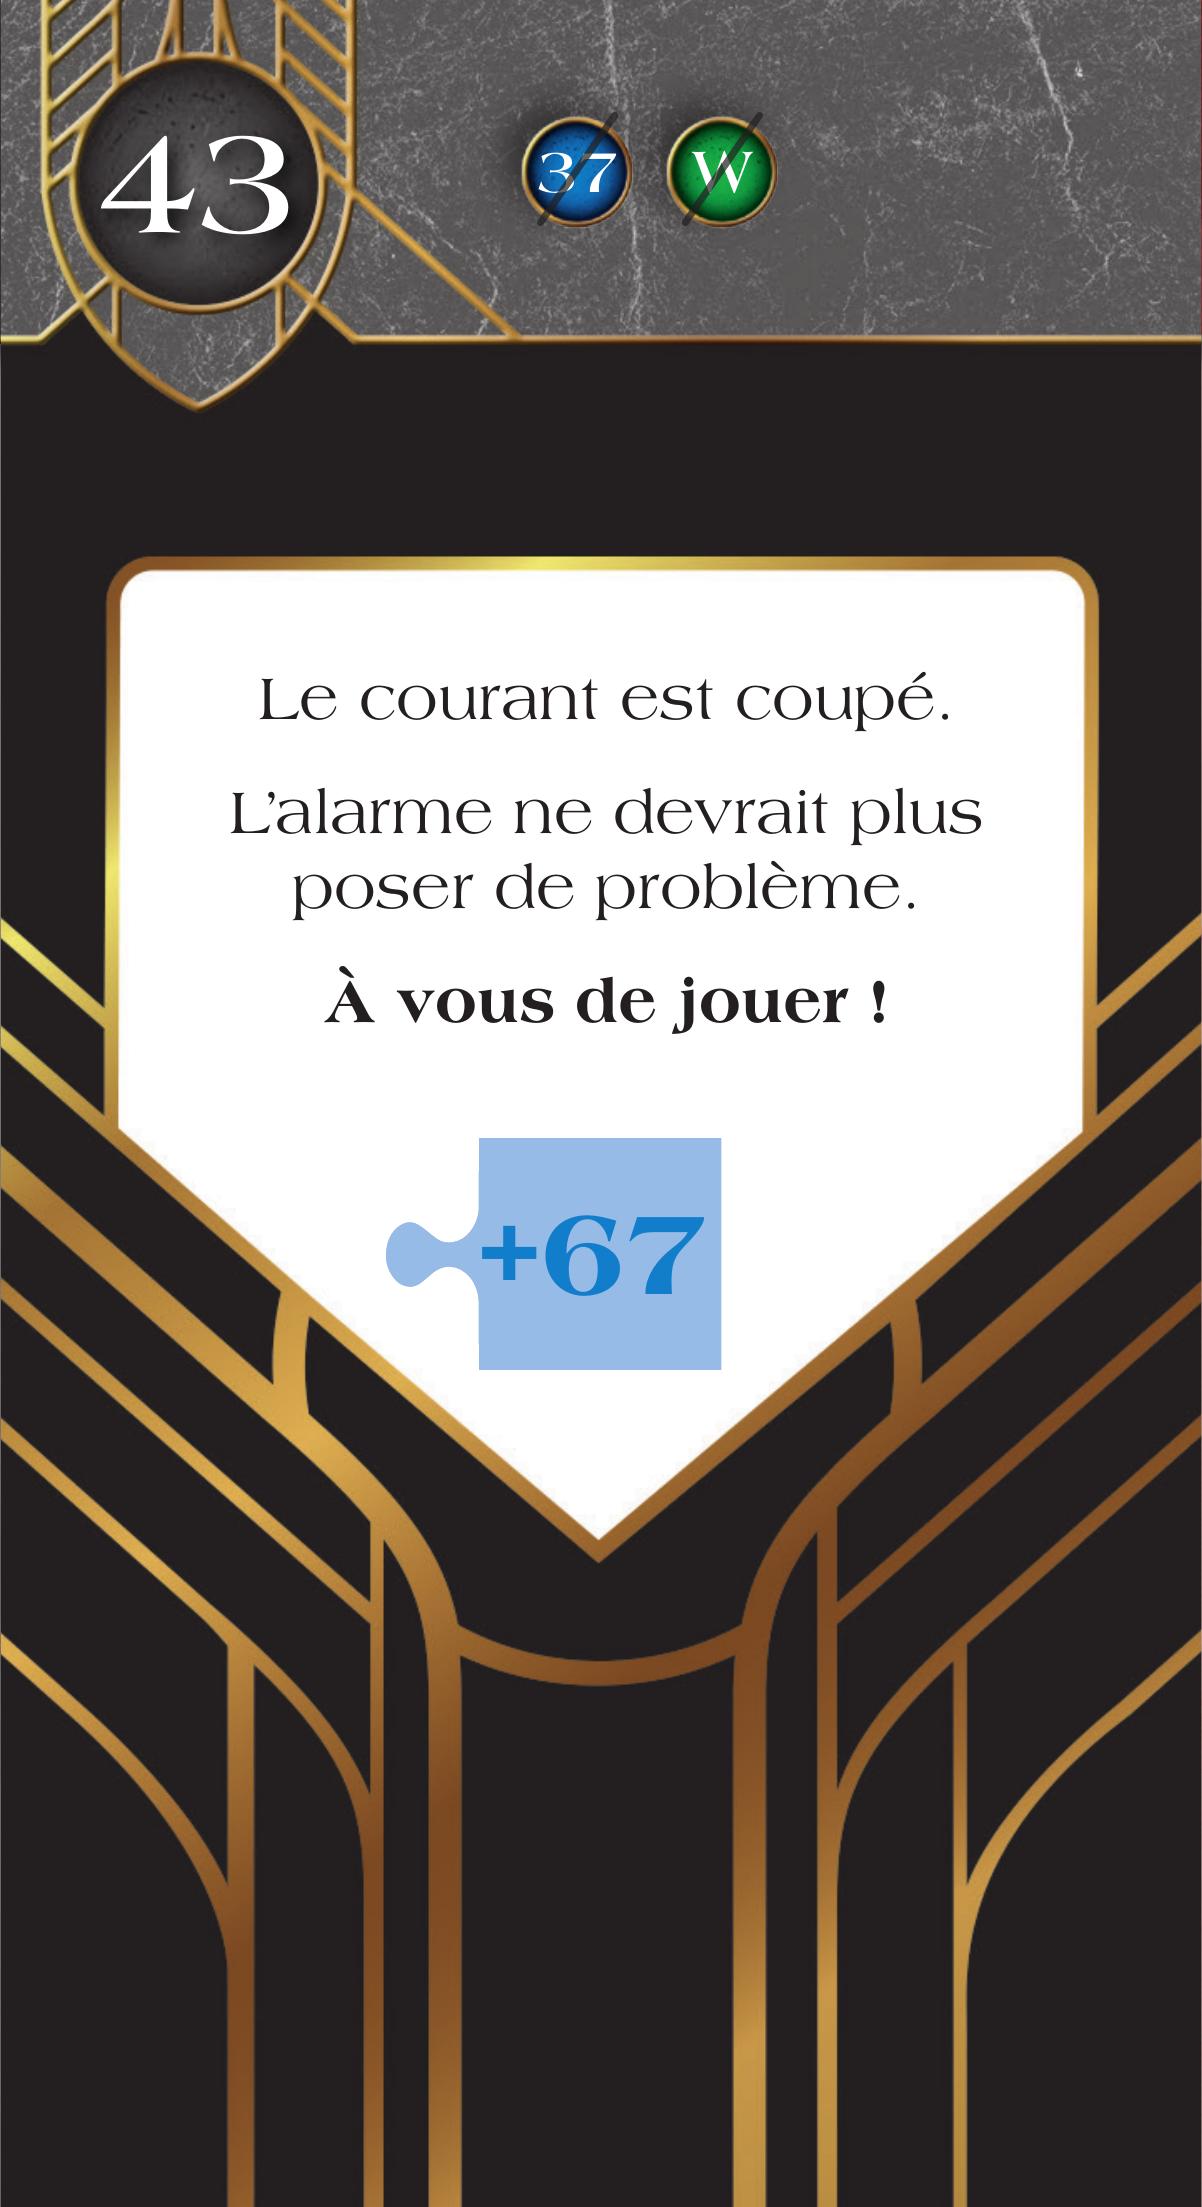 43
37
W
Le courant est coupé.
L’alarme ne devrait plus
poser de problème.
À vous de jouer !
+67